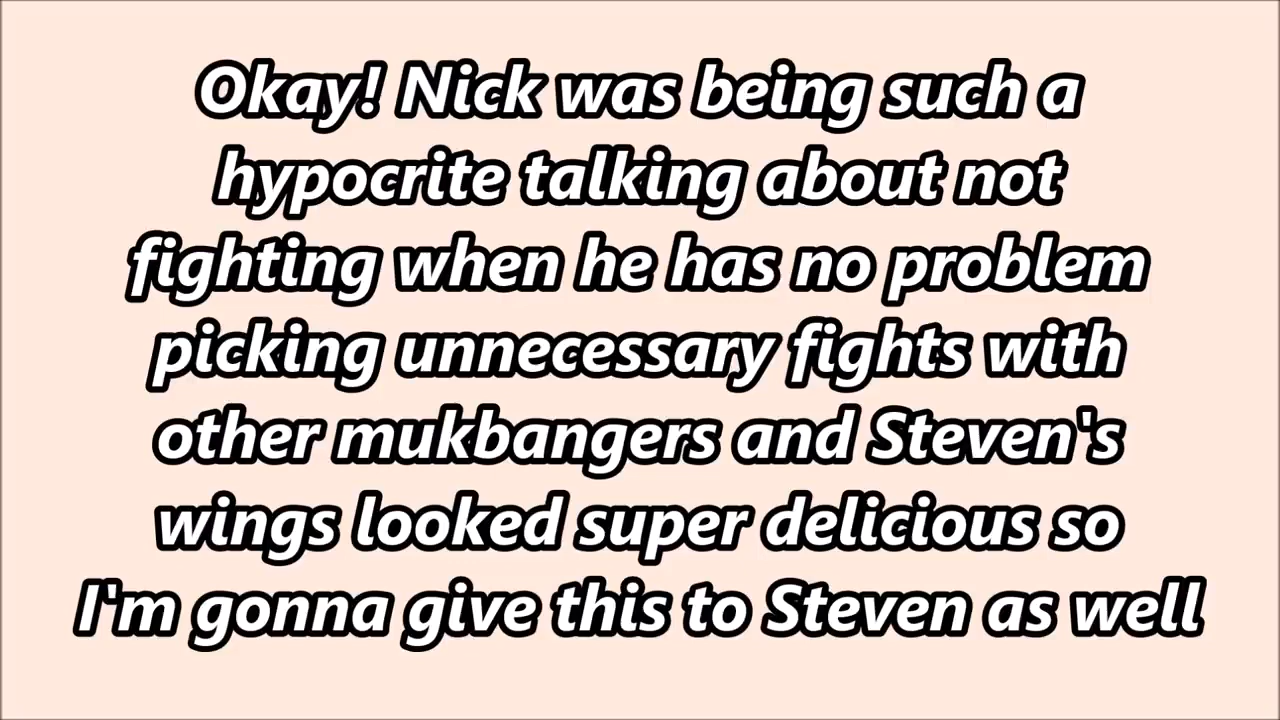 Okay! Nick was being such a
hypocrite talking about not
fighting when he has no problem
picking unnecessary fights with
other mukbangers and Steven's
wings looked super delicious so
I'm gonna give this to Steven as well